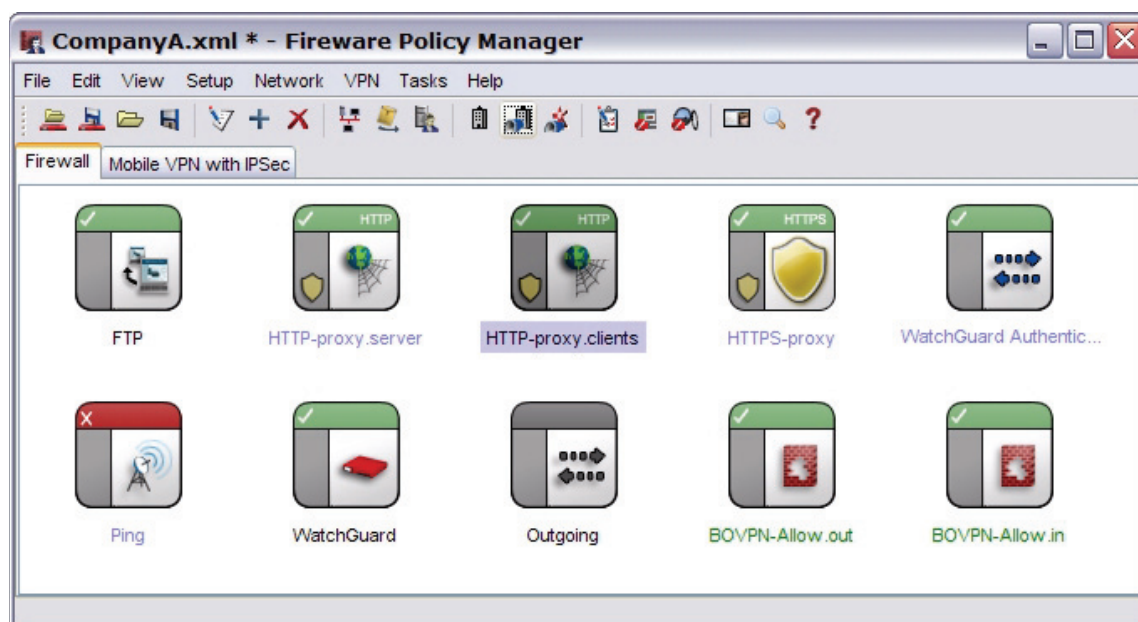 CompanyA.xml * - Fireware Policy Manager
File Edit View Setup Network VPN Tasks Help
Firewall Mobile VPN with IPSec
HTTP HTTP HTTPS
FTP HTTP-proxy.server HTTP-proxy.clients HTTPS-proxy WatchGuard Authentic...
Ping WatchGuard Outgoing BOVPN-Allow.out BOVPN-Allow.in